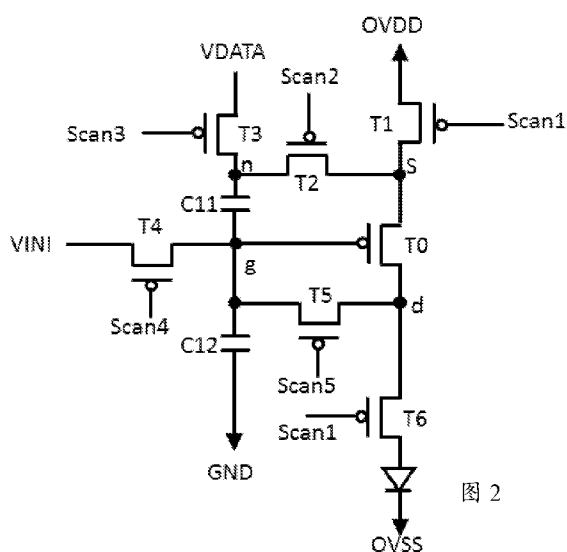 OVDD
VDATA
Scan2
Scan3
T3
T1
Scan1
n
T2
S
C11
T4
VINI
T0
g
T5
d
Scan4
C12
Scan5
Scan1
T6
GND
图 2
OVSS